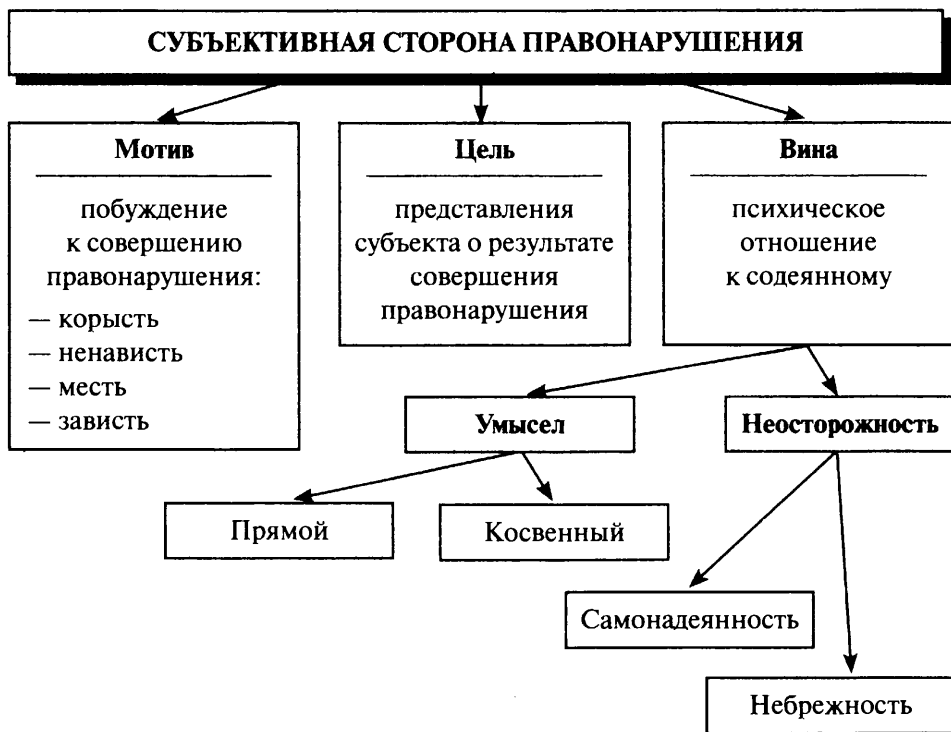 СУБЪЕКТИВНАЯ СТОРОНА ПРАВОНАРУШЕНИЯ
Мотив
побуждение
к совершению
правонарушения:
— корысть
— ненависть
— месть
— зависть
Цель
представления
субъекта о результате
совершения
правонарушения
Вина
психическое
отношение
к содеянному
Умысел
Неосторожность
Прямой
Косвенный
Самонадеянность
Небрежность